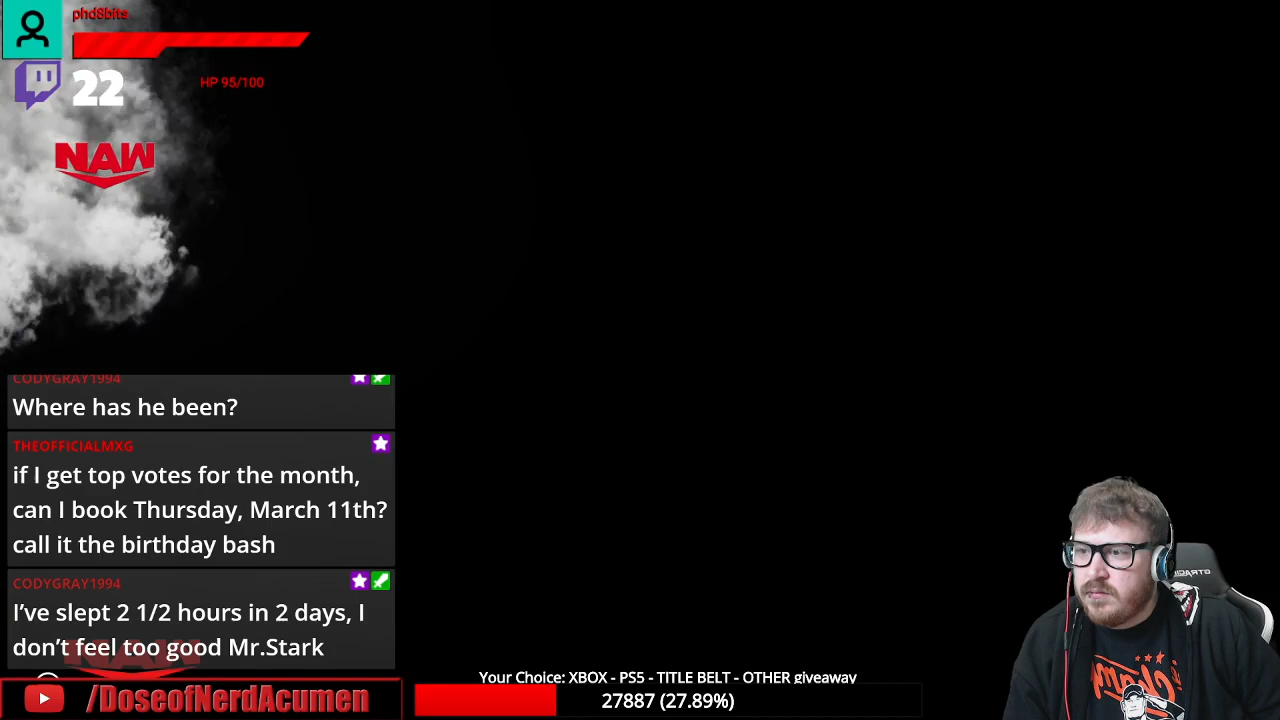 phd8bits
22
HP 95/100
NAW
CODYGRAY1994
Where has he been?
THEOFFICIALMXG
if I get top votes for the month,
can I book Thursday, March 11th?
call it the birthday bash
CODYGRAY1994
I've slept 2 1/2 hours in 2 days, I
don't feel too good Mr.Stark
NAW
/DoseofNerdAcumen
Your Choice: XBOX - PS5 - TITLE BELT - OTHER giveaway
27887 (27.89%)